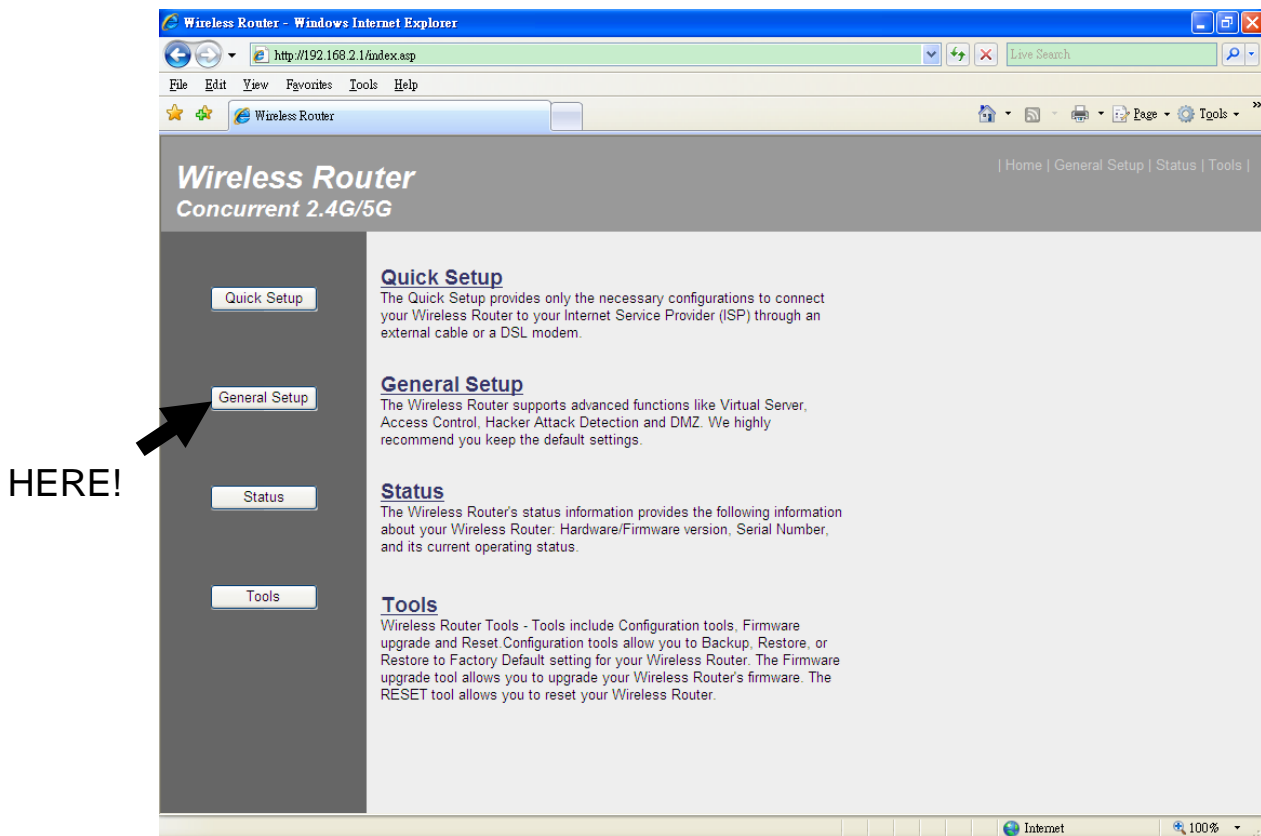 Wireless Router - Windows Internet Explorer
http://192.168.2.1/index.asp
Live Search
File Edit View Favorites Tools Help
Wireless Router
Page Tools »
Wireless Router
Concurrent 2.4G/5G
| Home | General Setup | Status | Tools |
Quick Setup
Quick Setup
The Quick Setup provides only the necessary configurations to connect
your Wireless Router to your Internet Service Provider (ISP) through an
external cable or a DSL modem.
General Setup
General Setup
The Wireless Router supports advanced functions like Virtual Server,
Access Control, Hacker Attack Detection and DMZ. We highly
recommend you keep the default settings.
HERE!
Status
Status
The Wireless Router's status information provides the following information
about your Wireless Router: Hardware/Firmware version, Serial Number,
and its current operating status.
Tools
Tools
Wireless Router Tools - Tools include Configuration tools, Firmware
upgrade and Reset.Configuration tools allow you to Backup, Restore, or
Restore to Factory Default setting for your Wireless Router. The Firmware
upgrade tool allows you to upgrade your Wireless Router's firmware. The
RESET tool allows you to reset your Wireless Router.
Internet
100%